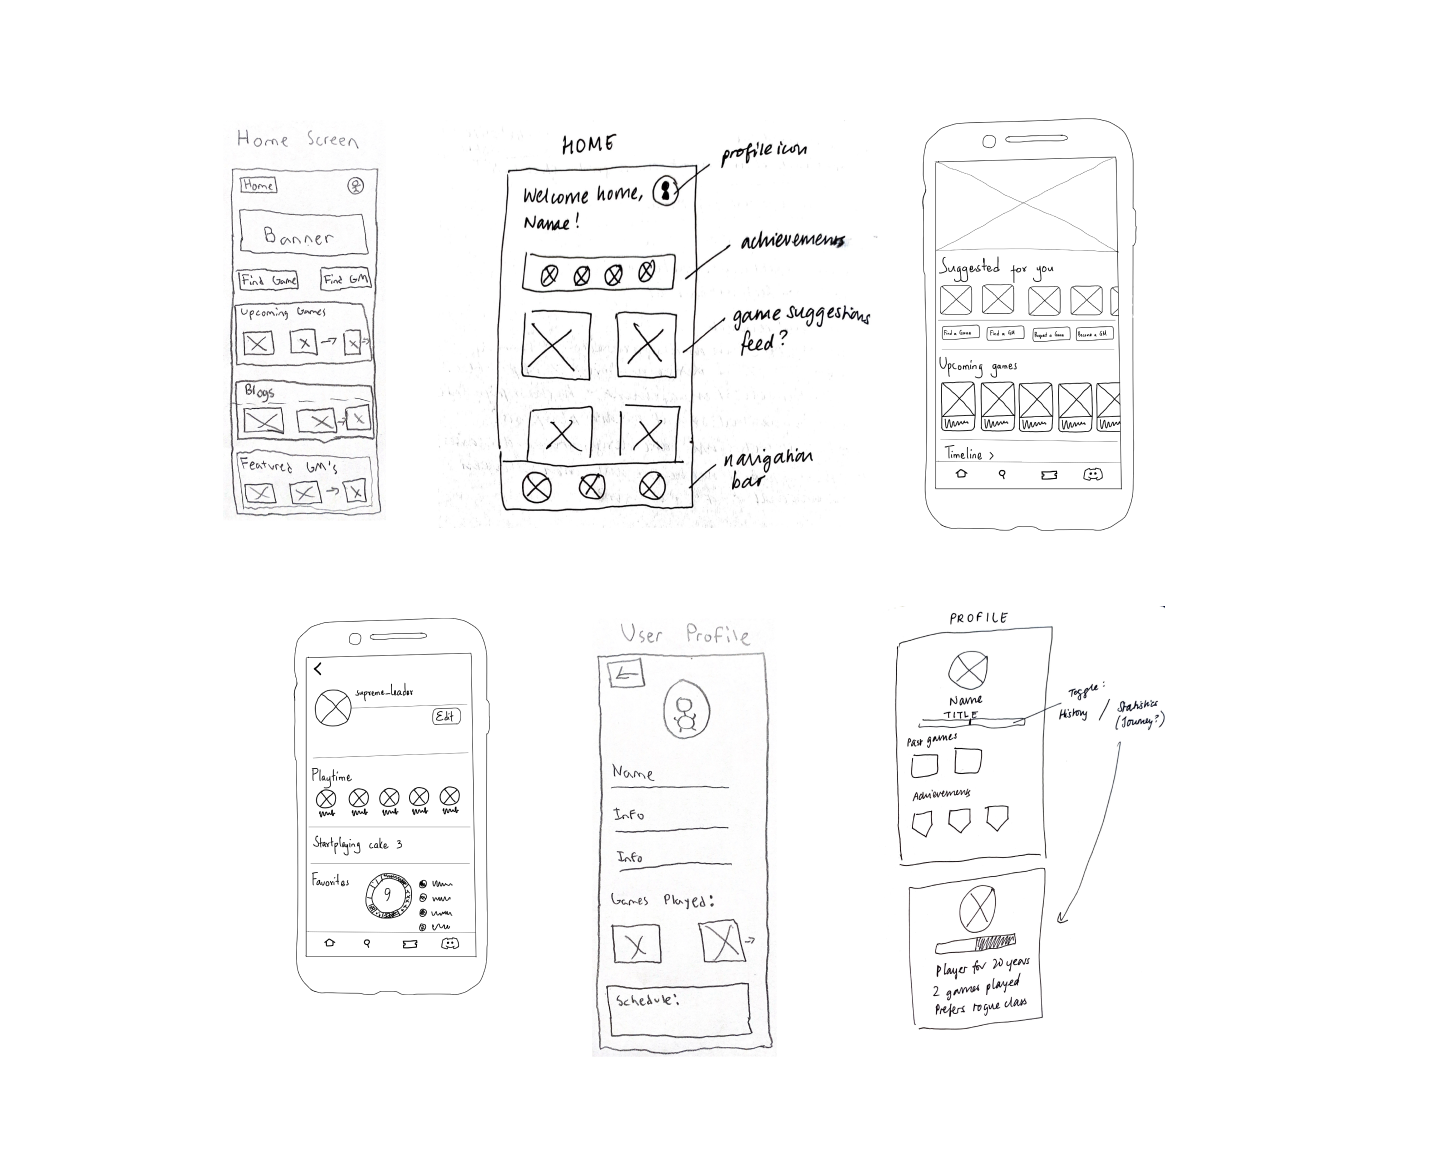 Home Screen
Home
Banner
Find Game
Find GM
Upcoming Games
Blogs
Featured GM's
HOME
profile icon
Welcome home,
Name!
achievements
game suggestions
feed?
navigation
bar
Suggested for you
Find a Game
Find a GM
Request a Game
Become a GM
Upcoming games
Timeline >
supreme_leader
Edit
Playtime
Startplaying cake 3
Favorites
9
User Profile
Name
Info
Info
Games Played:
Schedule:
PROFILE
Name
TITLE
Toggle:
History / Statistics
(Journey?)
Past games
Achievements
Player for 20 years
2 games played
Prefers rogue class